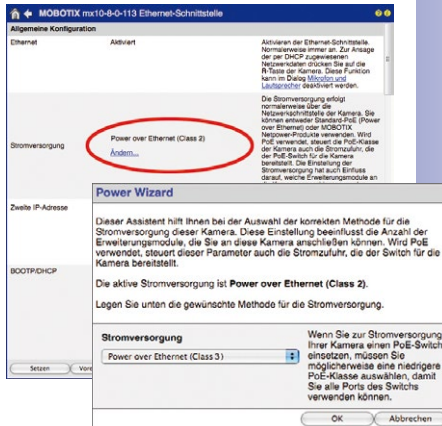 MOBOTIX mx10-8-0-113 Ethernet-Schnittstelle
Allgemeine Konfiguration
Ethernet
Aktiviert
Aktivieren der Ethernet-Schnittstelle.
Normalerweise immer an. Zur Ansage
der per DHCP zugewiesenen
Netzwerkdaten drücken Sie auf die
R-Taste der Kamera. Diese Funktion
kann im Dialog Mikrofon und
Lautsprecher deaktiviert werden.
Stromversorgung
Power over Ethernet (Class 2)
Ändern...
Die Stromversorgung erfolgt
normalerweise über die
Netzwerkschnittstelle der Kamera. Sie
können entweder Standard-PoE (Power
over Ethernet) oder MOBOTIX
Netpower-Produkte verwenden. Wird
PoE verwendet, steuert die PoE-Klasse
der Kamera auch die Stromzufuhr, die
der PoE-Switch für die Kamera
bereitstellt. Die Einstellung der
Stromversorgung hat auch Einfluss
darauf, welche Erweiterungsmodule an
Zweite IP-Adresse
BOOTP/DHCP
Setzen
Vore
Power Wizard
Dieser Assistent hilft Ihnen bei der Auswahl der korrekten Methode für die
Stromversorgung dieser Kamera. Diese Einstellung beeinflusst die Anzahl der
Erweiterungsmodule, die Sie an diese Kamera anschließen können. Wird PoE
verwendet, steuert dieser Parameter auch die Stromzufuhr, die der Switch für die
Kamera bereitstellt.
Die aktive Stromversorgung ist Power over Ethernet (Class 2).
Legen Sie unten die gewünschte Methode für die Stromversorgung.
Stromversorgung
Power over Ethernet (Class 3)
Wenn Sie zur Stromversorgung
Ihrer Kamera einen PoE-Switch
einsetzen, müssen Sie
möglicherweise eine niedrigere
PoE-Klasse auswählen, damit
Sie alle Ports des Switchs
verwenden können.
OK
Abbrechen